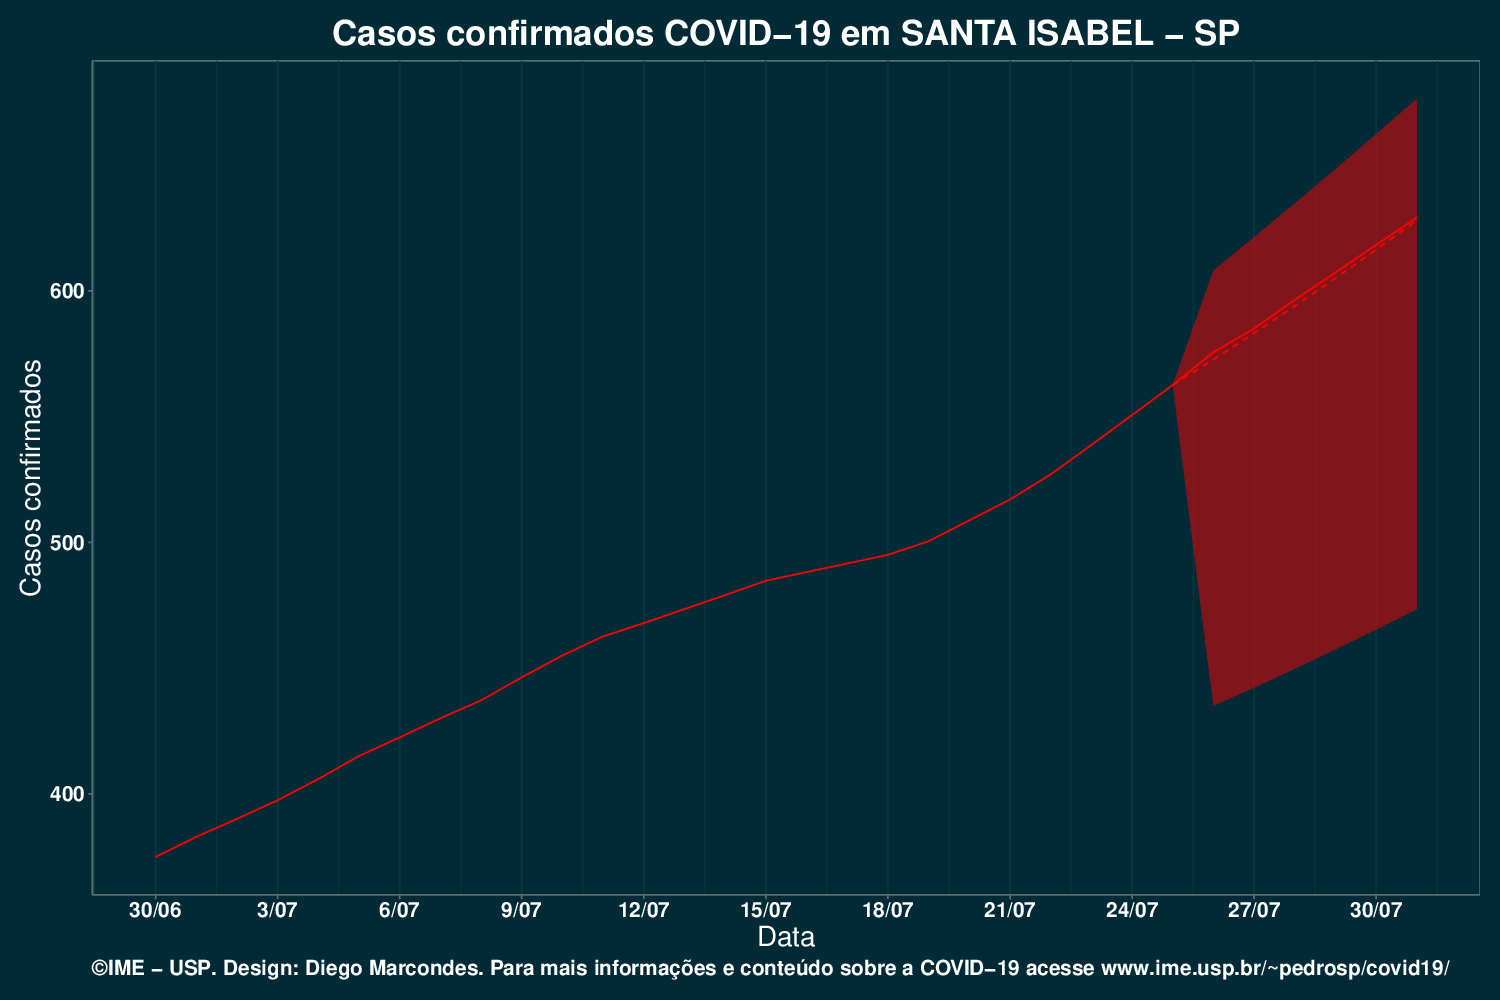 Casos confirmados COVID−19 em SANTA ISABEL − SP
Casos confirmados
600
500
400
30/06 3/07 6/07 9/07 12/07 15/07 18/07 21/07 24/07 27/07 30/07
Data
©IME − USP. Design: Diego Marcondes. Para mais informações e conteúdo sobre a COVID−19 acesse www.ime.usp.br/~pedrosp/covid19/